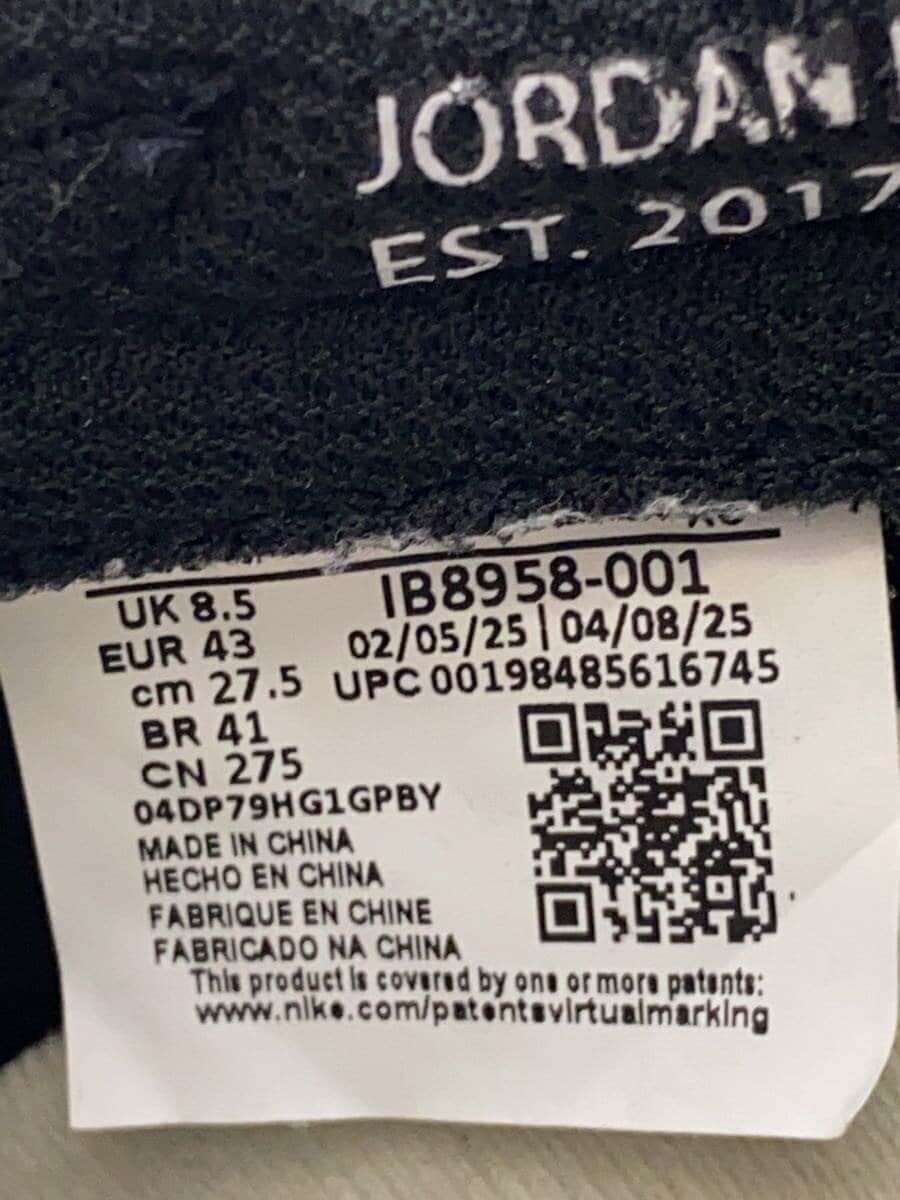 JORDAN
EST. 2017
UK 8.5
EUR 43
cm 27.5
BR 41
CN 275
IB8958-001
02/05/25 | 04/08/25
UPC 001984856​16745
04DP79HG1GPBY
MADE IN CHINA
HECHO EN CHINA
FABRIQUE EN CHINE
FABRICADO NA CHINA
This product is covered by one or more patents:
www.nike.com/patentsvirtualmarking